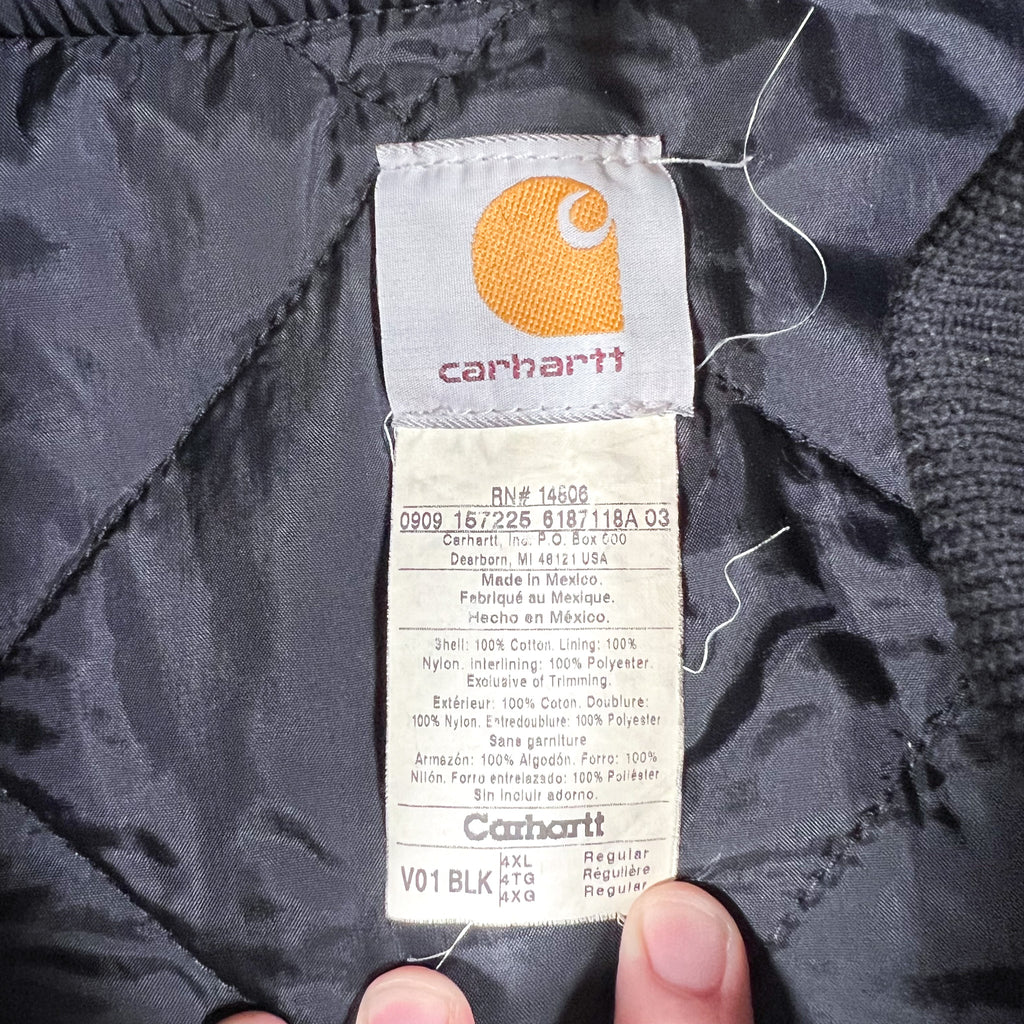 carhartt
RN# 14806
0909 157225 6187118A 03
Carhartt, Inc. P.O. Box 600
Dearborn, MI 48121 USA
Made in Mexico.
Fabriqué au Mexique.
Hecho en México.
Shell: 100% Cotton. Lining: 100%
Nylon. Interlining: 100% Polyester.
Exclusive of Trimming.
Extérieur: 100% Coton. Doublure:
100% Nylon. Entredoublure: 100% Polyester
Sans garniture
Armazón: 100% Algodón. Forro: 100%
Nilón. Forro entrelazado: 100% Poliéster
Sin incluir adorno.
Carhartt
V01 BLK
4XL Regular
4TG Régulière
4XG Regular